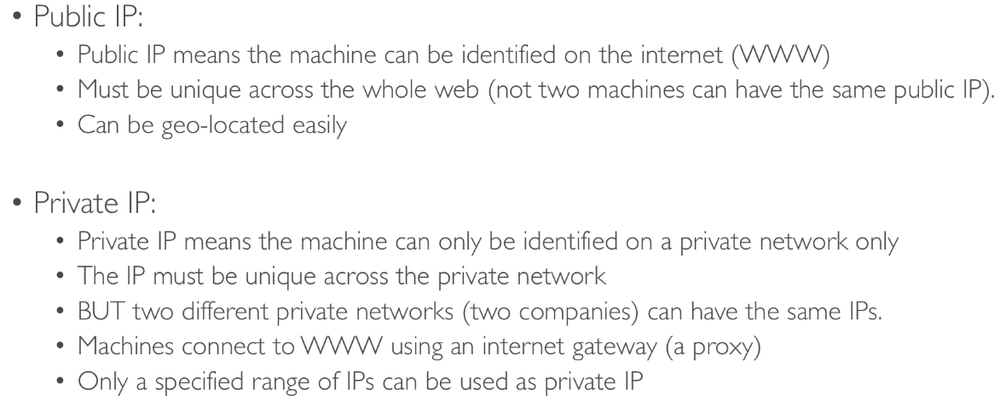 • Public IP:
• Public IP means the machine can be identified on the internet (WWW)
• Must be unique across the whole web (not two machines can have the same public IP).
• Can be geo-located easily
• Private IP:
• Private IP means the machine can only be identified on a private network only
• The IP must be unique across the private network
• BUT two different private networks (two companies) can have the same IPs.
• Machines connect to WWW using an internet gateway (a proxy)
• Only a specified range of IPs can be used as private IP